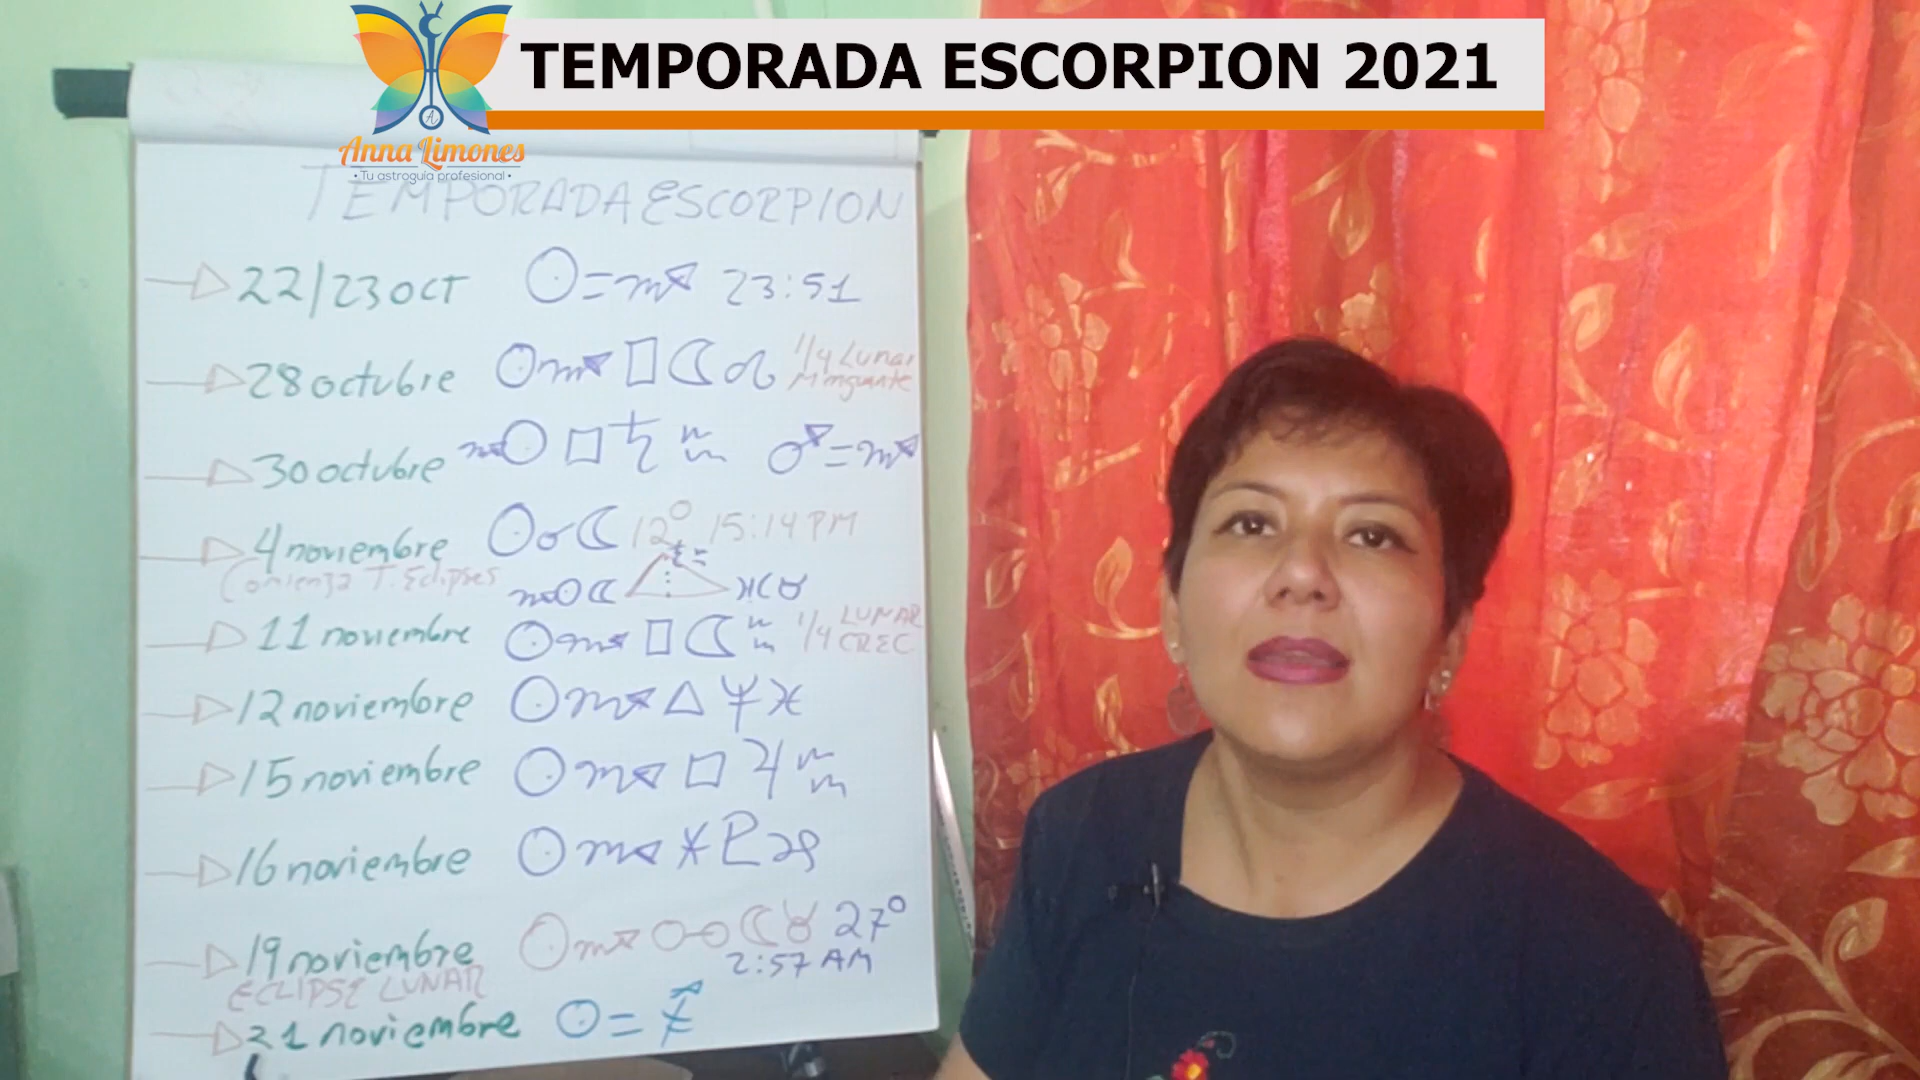 TEMPORADA ESCORPION 2021
Anna Limones
• Tu astroguía profesional •
TEMPORADA ESCORPION
22/23 OCT ☉=♏ 23:51
28 octubre ☉♏□☾♌ 1/4 Lunar
Minguante
30 octubre ♏☉□♄♒ ♂=♏
4 noviembre ☉☌☾ 12° 15:14 PM
Comienza T. Eclipses ♏☉☾ ♓☾♉
11 noviembre ☉♏□☾♒ 1/4 LUNAR
CREC
12 noviembre ☉♏△♆♓
15 noviembre ☉♏□♃♒
16 noviembre ☉♏⚹♇♑
19 noviembre ☉♏☍☾♉ 27°
ECLIPSE LUNAR 2:57 AM
21 noviembre ☉=♐